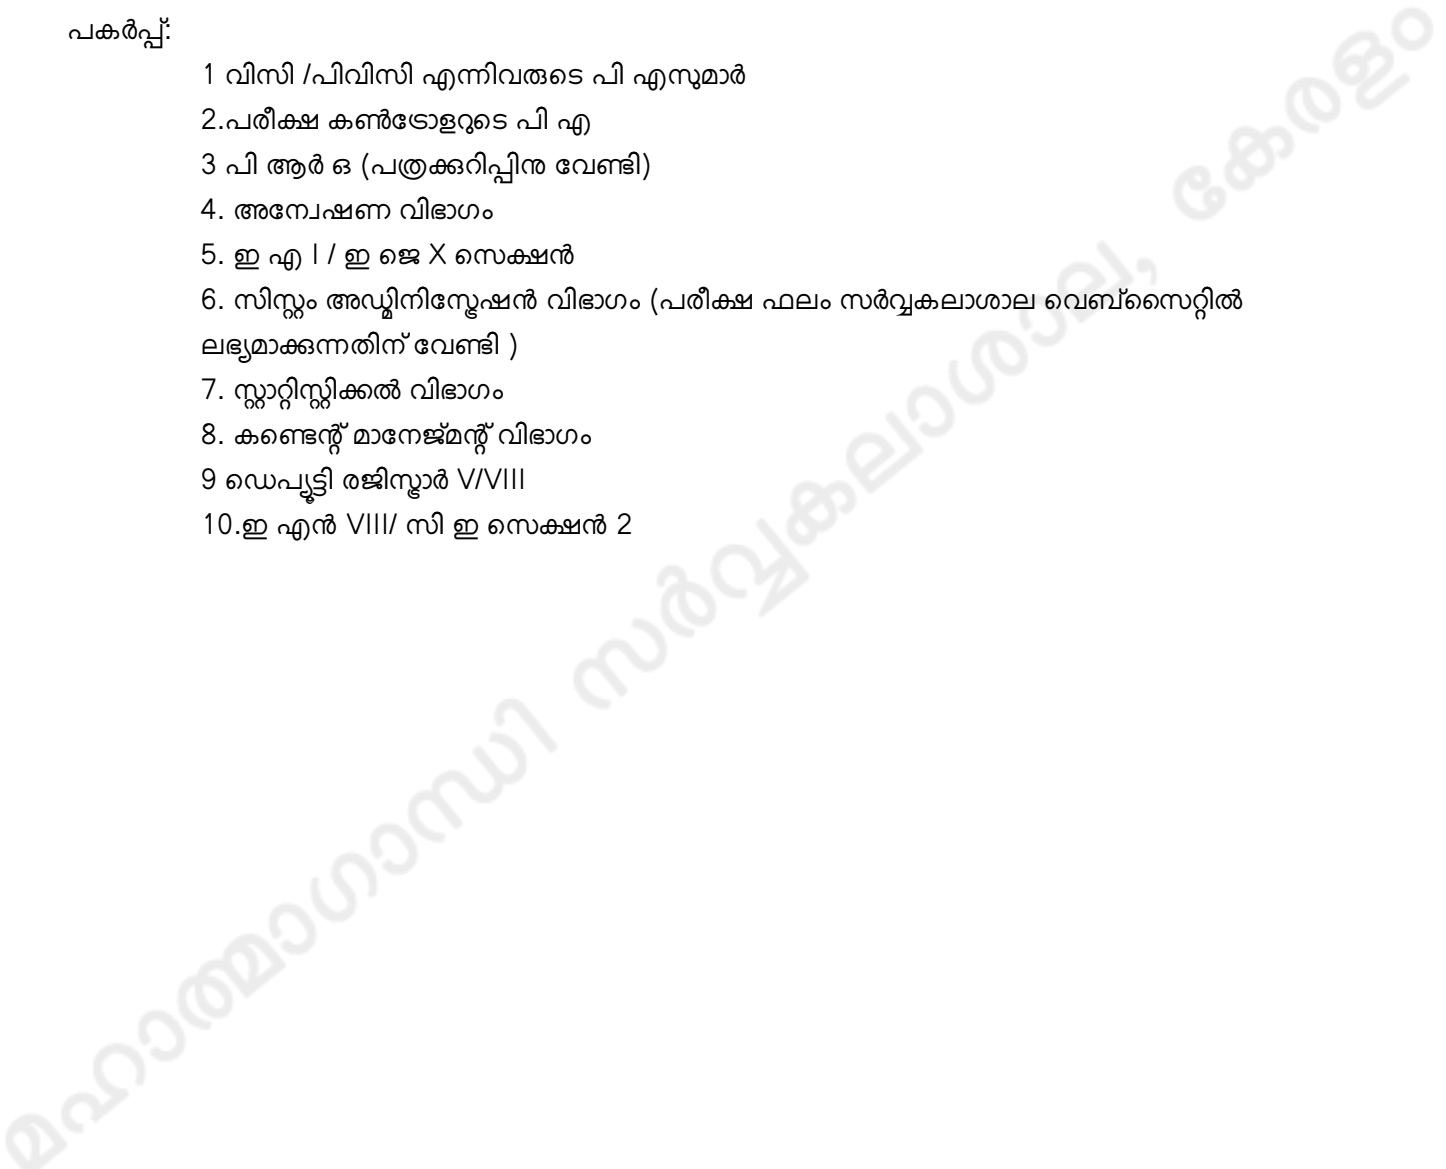 പകർപ്പ്:
1 വിസി /പിവിസി എന്നിവരുടെ പി എസുമാർ
2.പരീക്ഷ കൺട്രോളറുടെ പി എ
3 പി ആർ ഒ (പത്രക്കുറിപ്പിനു വേണ്ടി)
4. അന്വേഷണ വിഭാഗം
5. ഇ എ I / ഇ ജെ X സെക്ഷൻ
6. സിസ്റ്റം അഡ്മിനിസ്ട്രേഷൻ വിഭാഗം (പരീക്ഷ ഫലം സർവ്വകലാശാല വെബ്സൈറ്റിൽ
ലഭ്യമാക്കുന്നതിന് വേണ്ടി )
7. സ്റ്റാറ്റിസ്റ്റിക്കൽ വിഭാഗം
8. കണ്ടെന്റ് മാനേജ്മന്റ് വിഭാഗം
9 ഡെപ്യൂട്ടി രജിസ്ട്രാർ V/VIII
10.ഇ എൻ VIII/ സി ഇ സെക്ഷൻ 2
മഹാത്മാഗാന്ധി സർവ്വകലാശാല, കേരളം